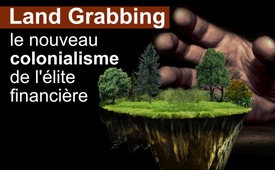 Land Grabbing
le nouveau
colonialisme
de l'élite
financière